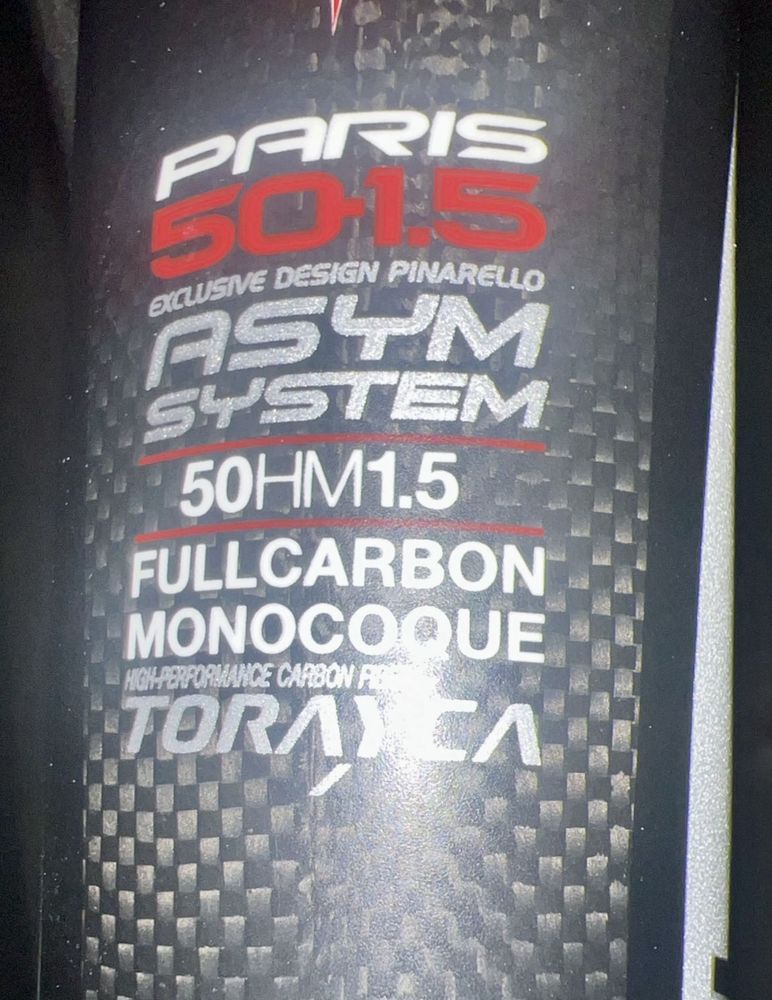 PARIS
50-1.5
EXCLUSIVE DESIGN PINARELLO
ASYM
SYSTEM
50HM1.5
FULLCARBON
MONOCOQUE
HIGH-PERFORMANCE CARBON
TORAYCA